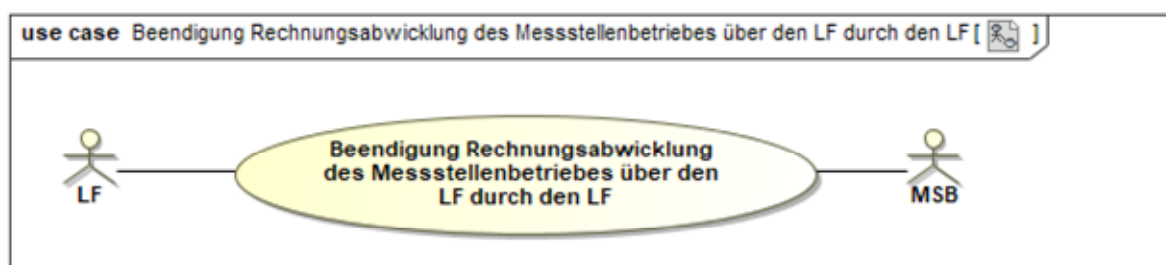 use case Beendigung Rechnungsabwicklung des Messstellenbetriebes über den LF durch den LF [ ]
Beendigung Rechnungsabwicklung
des Messstellenbetriebes über den
LF durch den LF
LF
MSB